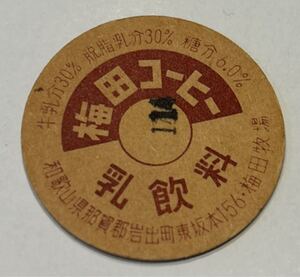 牛乳分30% 脱脂乳分30% 糖分6.0%
梅田コーヒー
乳飲料
和歌山県那賀郡岩出町東坂本156・梅田牧場